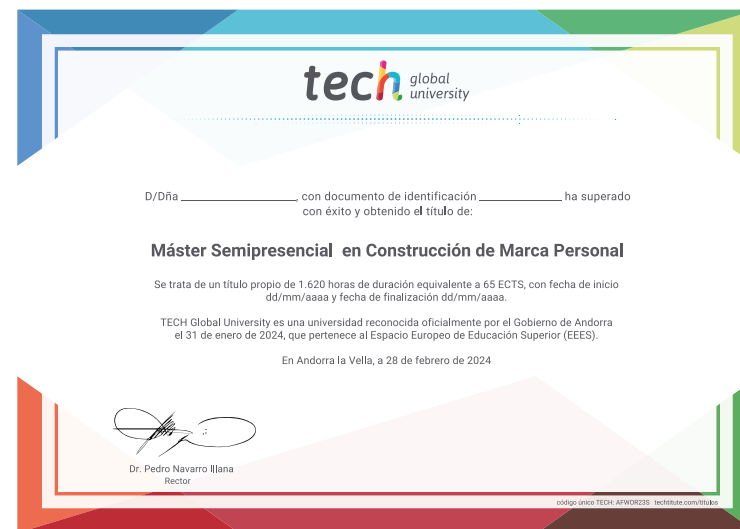 tech global university
D/Dña ______________, con documento de identificación ____________ ha superado
con éxito y obtenido el título de:
Máster Semipresencial en Construcción de Marca Personal
Se trata de un título propio de 1.620 horas de duración equivalente a 65 ECTS, con fecha de inicio
dd/mm/aaaa y fecha de finalización dd/mm/aaaa.
TECH Global University es una universidad reconocida oficialmente por el Gobierno de Andorra
el 31 de enero de 2024, que pertenece al Espacio Europeo de Educación Superior (EEES).
En Andorra la Vella, a 28 de febrero de 2024
Dr. Pedro Navarro Illana
Rector
código único TECH: AFWOR23S techtitute.com/titulos